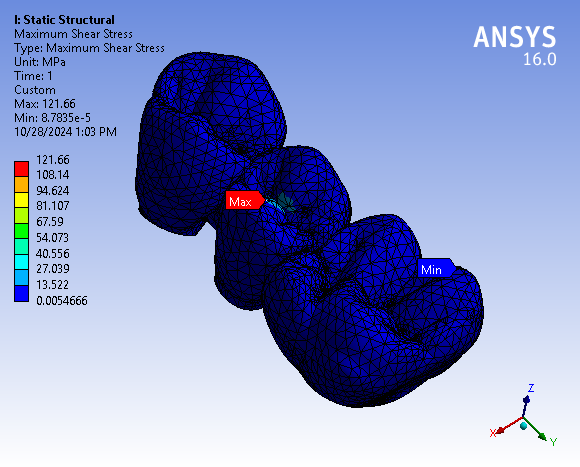 I: Static Structural
Maximum Shear Stress
Type: Maximum Shear Stress
Unit: MPa
Time: 1
Custom
Max: 121.66
Min: 8.7835e-5
10/28/2024 1:03 PM
121.66
108.14
94.624
81.107
67.59
54.073
40.556
27.039
13.522
0.0054666
ANSYS
16.0
Max
Min
Z
X
Y